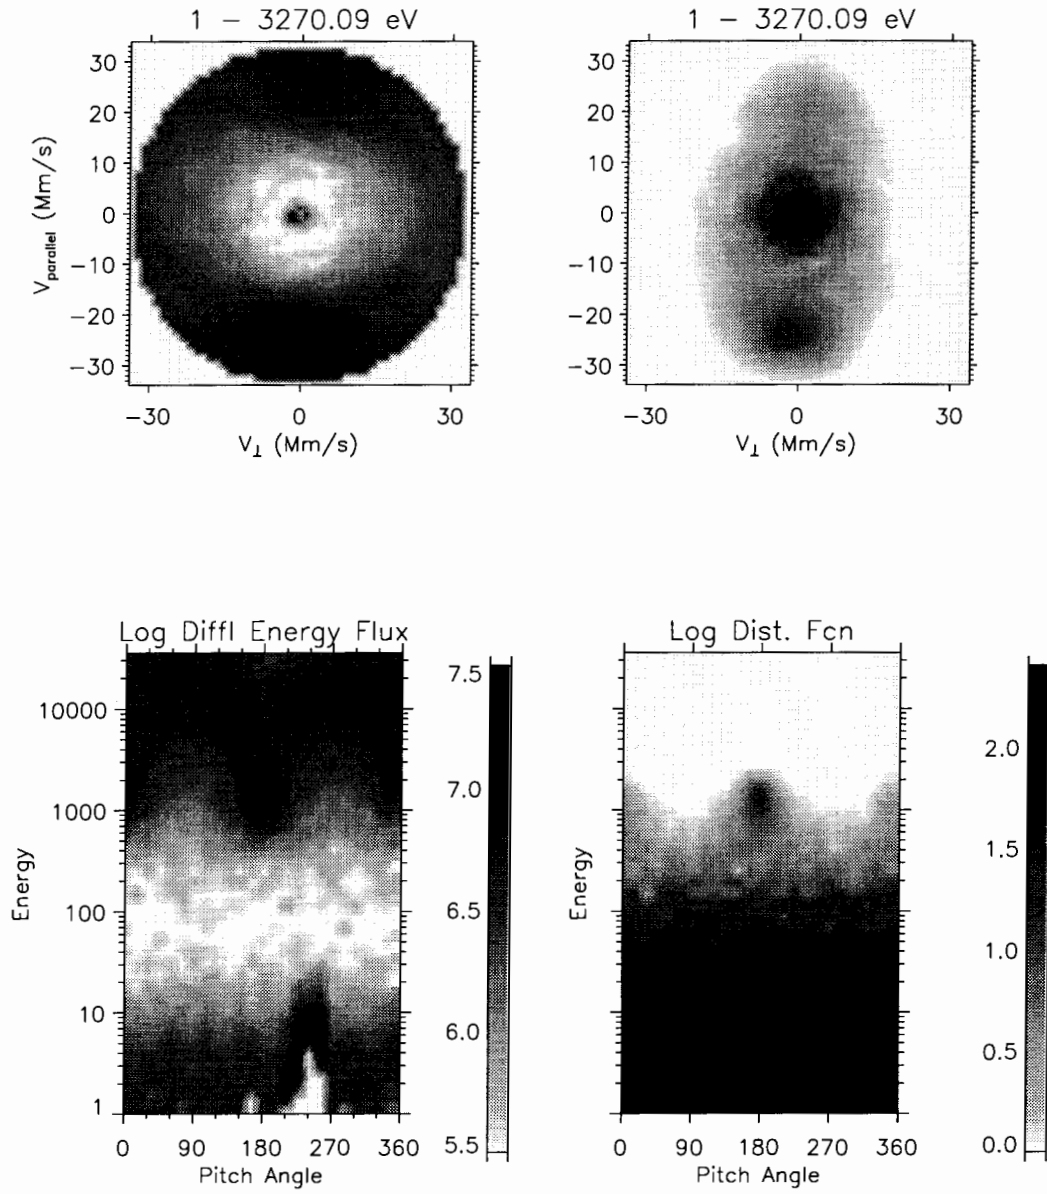 1 – 3270.09 eV
1 – 3270.09 eV
V parallel (Mm/s)
30
20
10
0
−10
−20
−30
−30 0 30
V⊥ (Mm/s)
30
20
10
0
−10
−20
−30
−30 0 30
V⊥ (Mm/s)
Log Diffl Energy Flux
Log Dist. Fcn
Energy
10000
1000
100
10
1
0 90 180 270 360
Pitch Angle
7.5
7.0
6.5
6.0
5.5
Energy
0 90 180 270 360
Pitch Angle
2.0
1.5
1.0
0.5
0.0